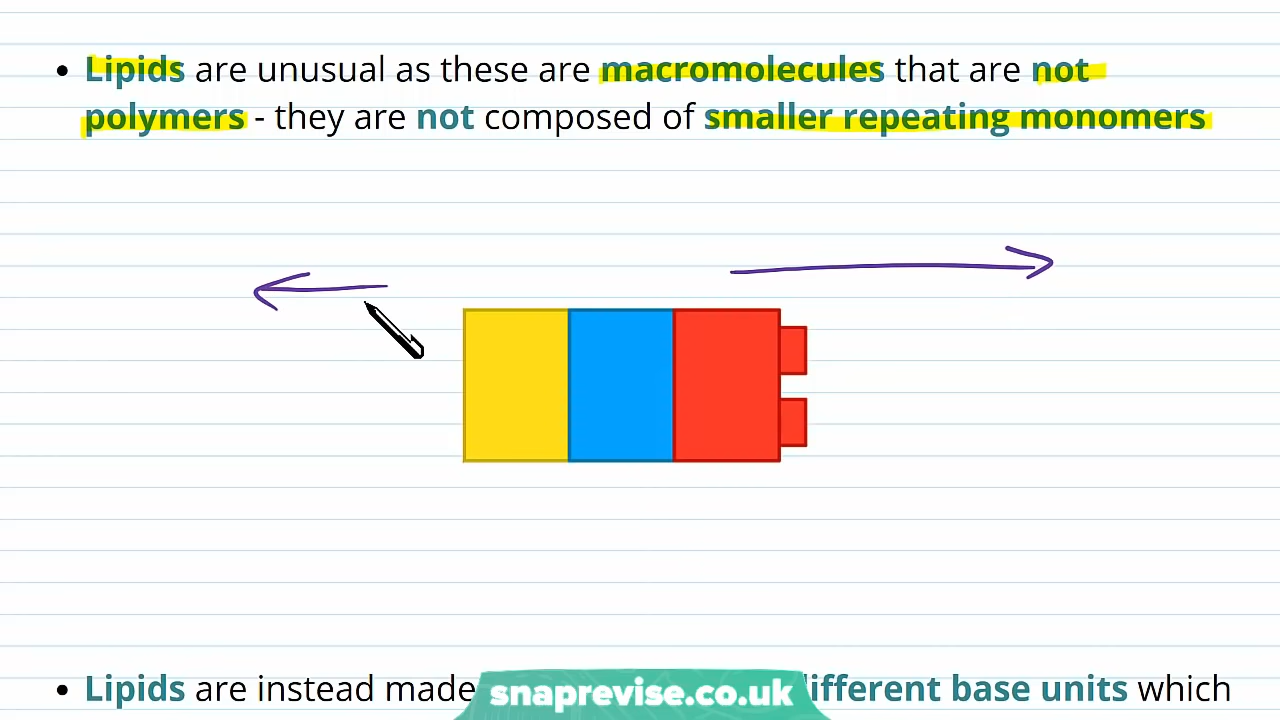 • Lipids are unusual as these are macromolecules that are not
polymers - they are not composed of smaller repeating monomers
• Lipids are instead made different base units which
snaprevise.co.uk